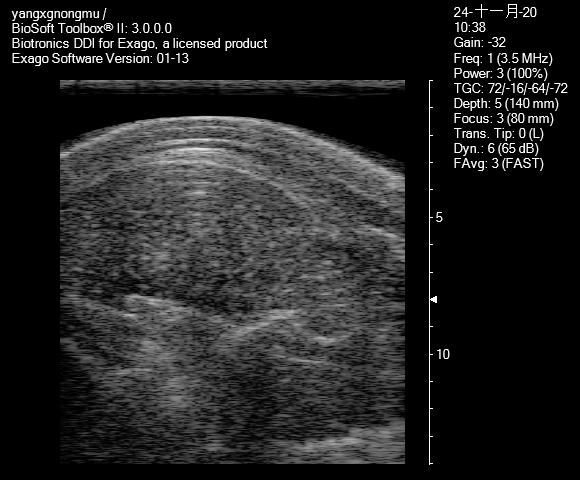 yangxgnongmu /
BioSoft Toolbox® II: 3.0.0.0
Biotronics DDI for Exago, a licensed product
Exago Software Version: 01-13
24-十一月-20
10:38
Gain: -32
Freq: 1 (3.5 MHz)
Power: 3 (100%)
TGC: 72/-16/-64/-72
Depth: 5 (140 mm)
Focus: 3 (80 mm)
Trans. Tip: 0 (L)
Dyn.: 6 (65 dB)
FAvg: 3 (FAST)
5
10